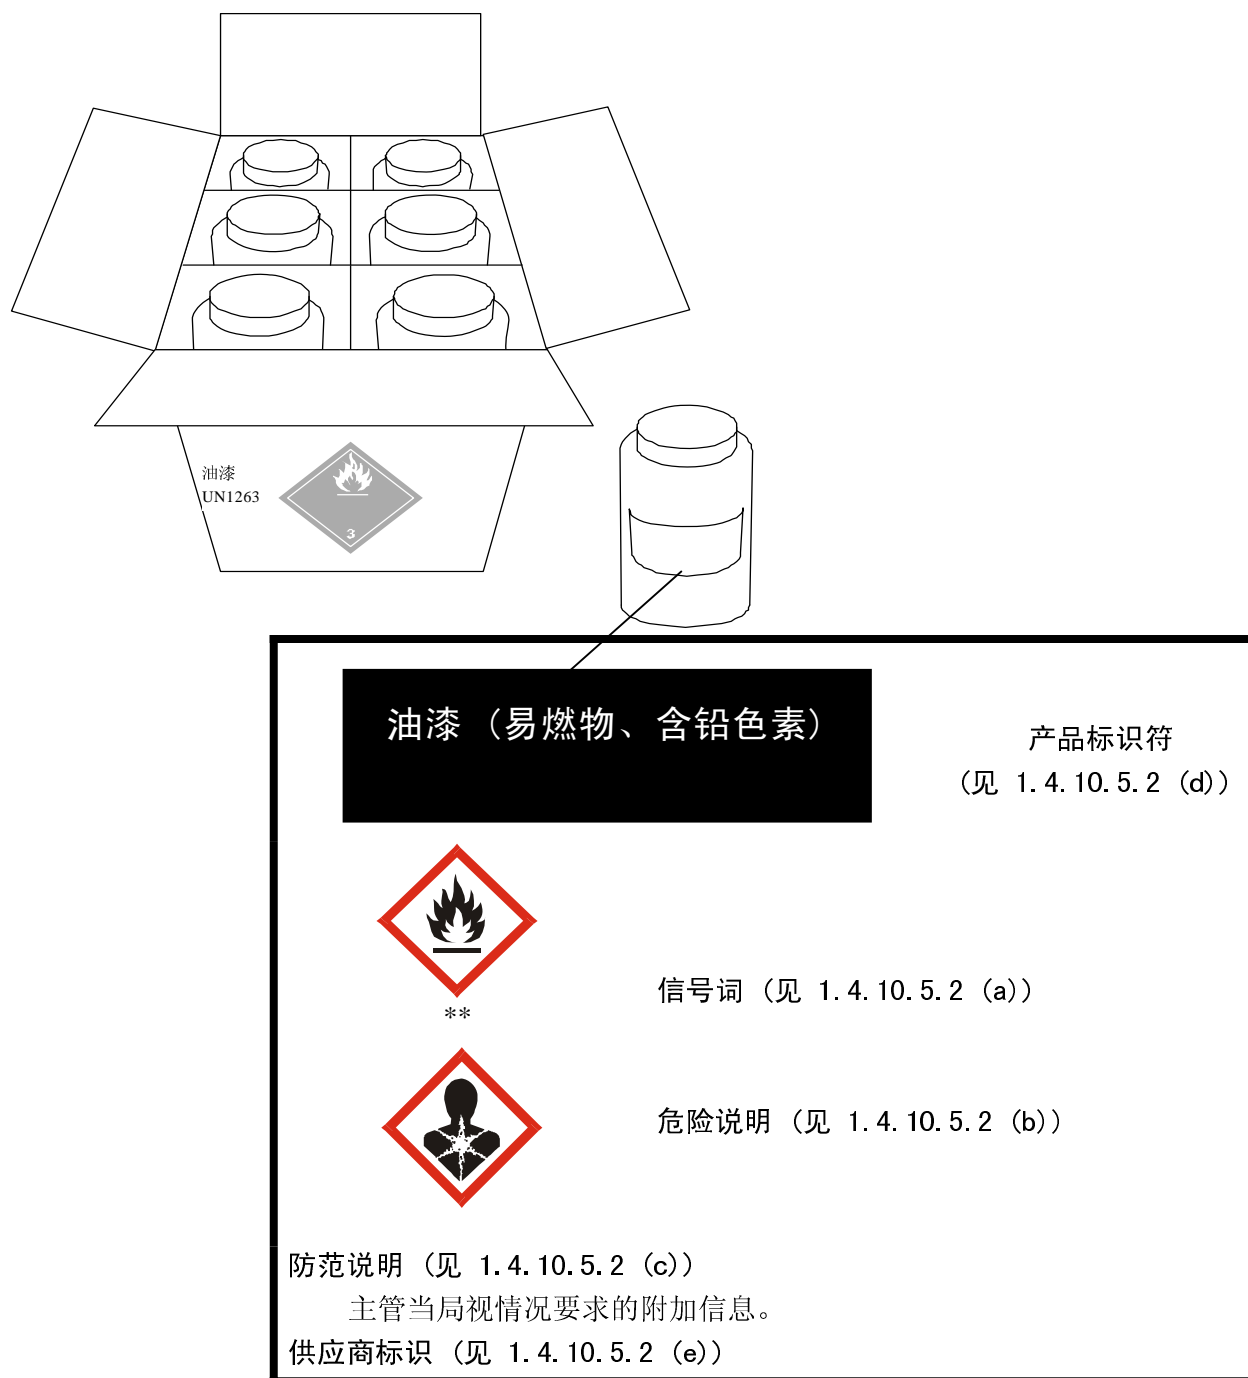 油漆
UN1263
3
油漆 (易燃物、含铅色素)
产品标识符
(见 1.4.10.5.2 (d))
**
信号词 (见 1.4.10.5.2 (a))
危险说明 (见 1.4.10.5.2 (b))
防范说明 (见 1.4.10.5.2 (c))
主管当局视情况要求的附加信息。
供应商标识 (见 1.4.10.5.2 (e))